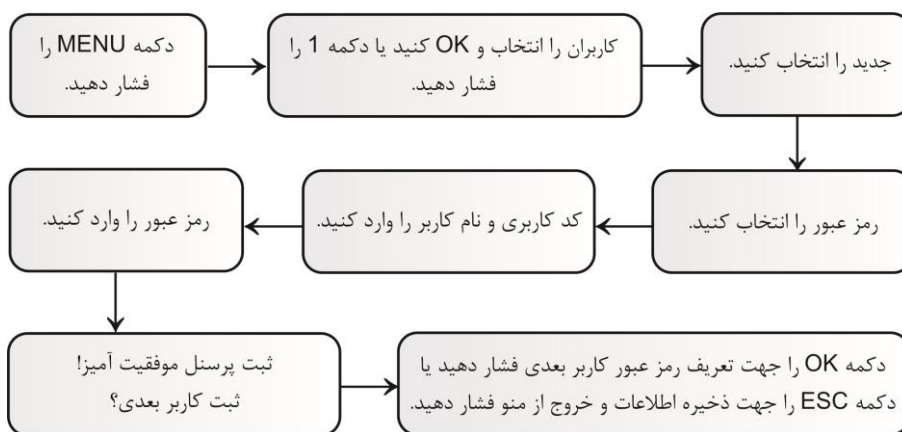 دکمه MENU را
فشار دهید.
کاربران را انتخاب و OK کنید یا دکمه 1 را
فشار دهید.
جدید را انتخاب کنید.
رمز عبور را انتخاب کنید.
کد کاربری و نام کاربر را وارد کنید.
رمز عبور را وارد کنید.
ثبت پرسنل موفقیت آمیز!
ثبت کاربر بعدی؟
دکمه OK را جهت تعریف رمز عبور کاربر بعدی فشار دهید یا
دکمه ESC را جهت ذخیره اطلاعات و خروج از منو فشار دهید.